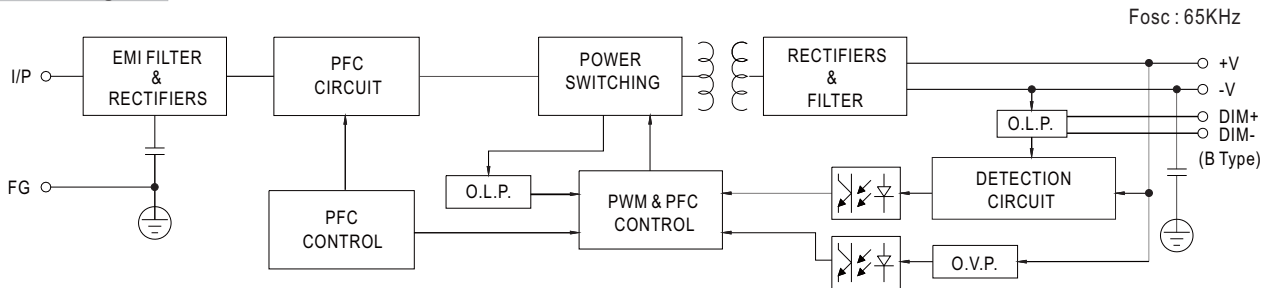 Fosc : 65KHz
I/P
EMI FILTER
&
RECTIFIERS
PFC
CIRCUIT
POWER
SWITCHING
RECTIFIERS
&
FILTER
+V
-V
O.L.P.
DIM+
DIM-
(B Type)
FG
PFC
CONTROL
O.L.P.
PWM & PFC
CONTROL
DETECTION
CIRCUIT
O.V.P.